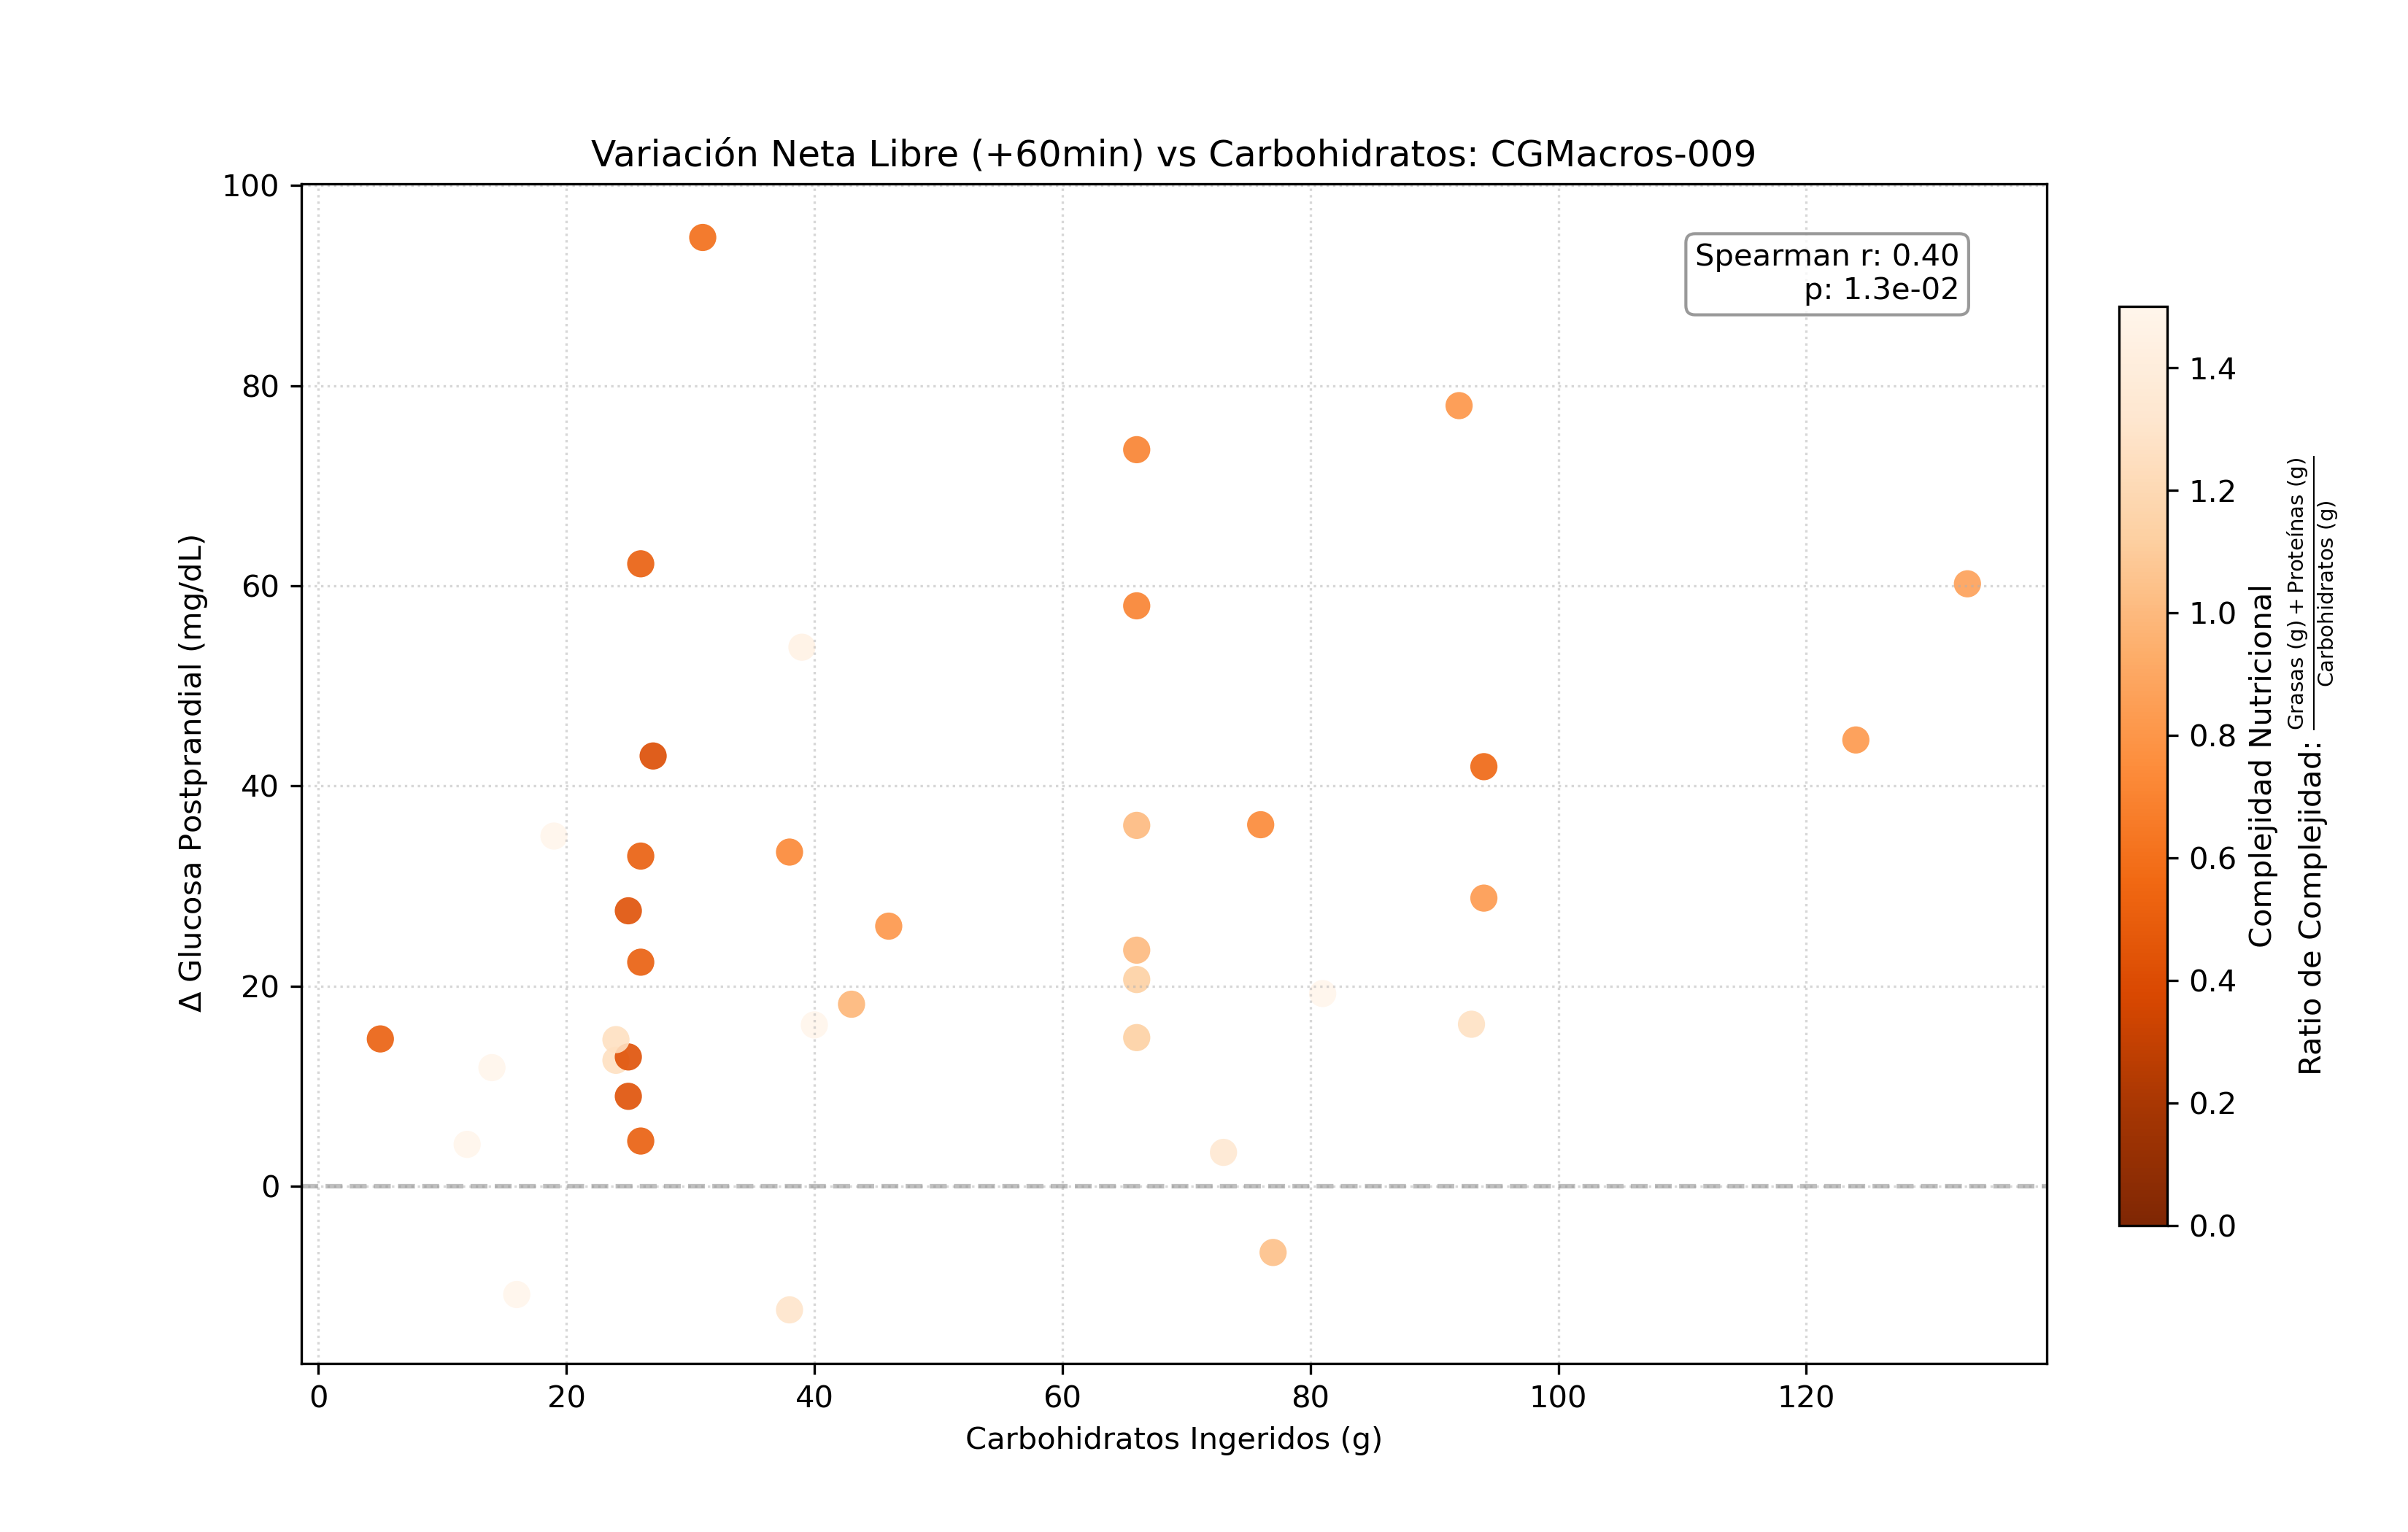 Variación Neta Libre (+60min) vs Carbohidratos: CGMacros-009
Spearman r: 0.40
p: 1.3e-02
Δ Glucosa Postprandial (mg/dL)
100
80
60
40
20
0
0
20
40
60
80
100
120
Carbohidratos Ingeridos (g)
1.4
1.2
1.0
0.8
0.6
0.4
0.2
0.0
Complejidad Nutricional
Ratio de Complejidad:
Grasas (g) + Proteínas (g)
Carbohidratos (g)